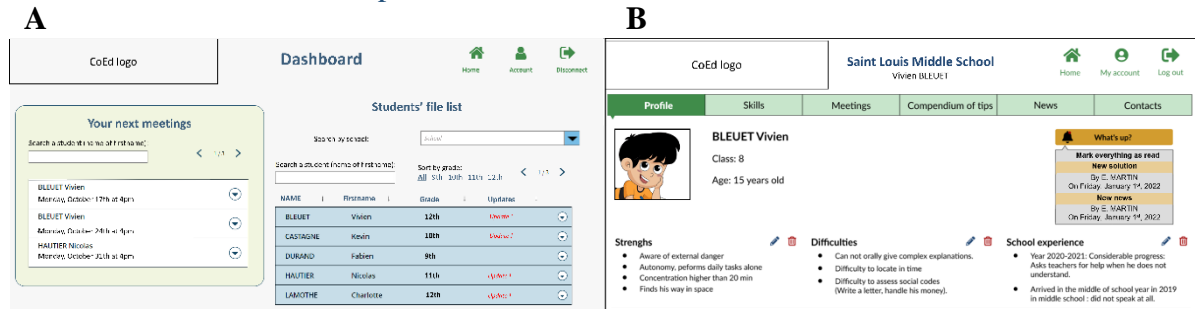 A
B
CoEd logo
Dashboard
Home
Account
Disconnect
Your next meetings
Search a student (name of firstname)
1/3
BLEUET Vivien
Monday, October 17th at 4pm
BLEUET Vivien
Monday, October 24th at 4pm
HAUTIER Nicolas
Monday, October 31th at 4pm
Students' file list
Search by school:
School
Search a student (name of firstname):
Sort by grade:
All 9th 10th 11th 12th
1/3
NAME Firstname Grade Updates
BLEUET Vivien 12th Update !
CASTAGNE Kevin 10th Update !
DURAND Fabien 9th
HAUTIER Nicolas 11th Update !
LAMOTHE Charlotte 12th Update !
CoEd logo
Saint Louis Middle School
Vivien BLEUET
Home
My account
Log out
Profile
Skills
Meetings
Compendium of tips
News
Contacts
BLEUET Vivien
Class: 8
Age: 15 years old
What's up?
Mark everything as read
New solution
By E. MARTIN
On Friday, January 1st, 2022
New news
By E. MARTIN
On Friday, January 1st, 2022
Strenghs
Aware of external danger
Autonomy, peforms daily tasks alone
Concentration higher than 20 min
Finds his way in space
Difficulties
Can not orally give complex explanations.
Difficulty to locate in time
Difficulty to assess social codes
(Write a letter, handle his money).
School experience
Year 2020-2021: Considerable progress:
Asks teachers for help when he does not
understand.
Arrived in the middle of school year in 2019
in middle school : did not speak at all.